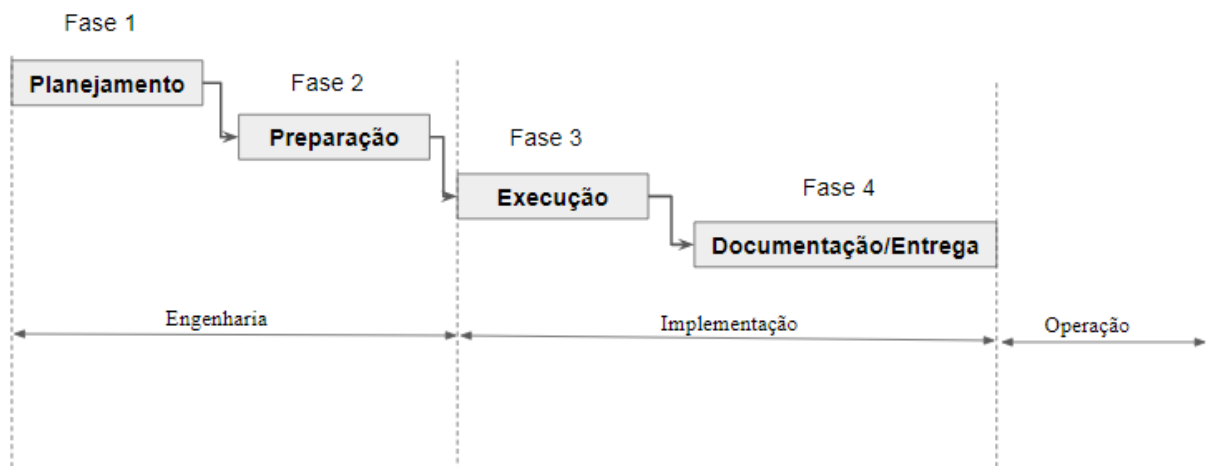 Fase 1
Planejamento
Fase 2
Preparação
Fase 3
Execução
Fase 4
Documentação/Entrega
Engenharia
Implementação
Operação